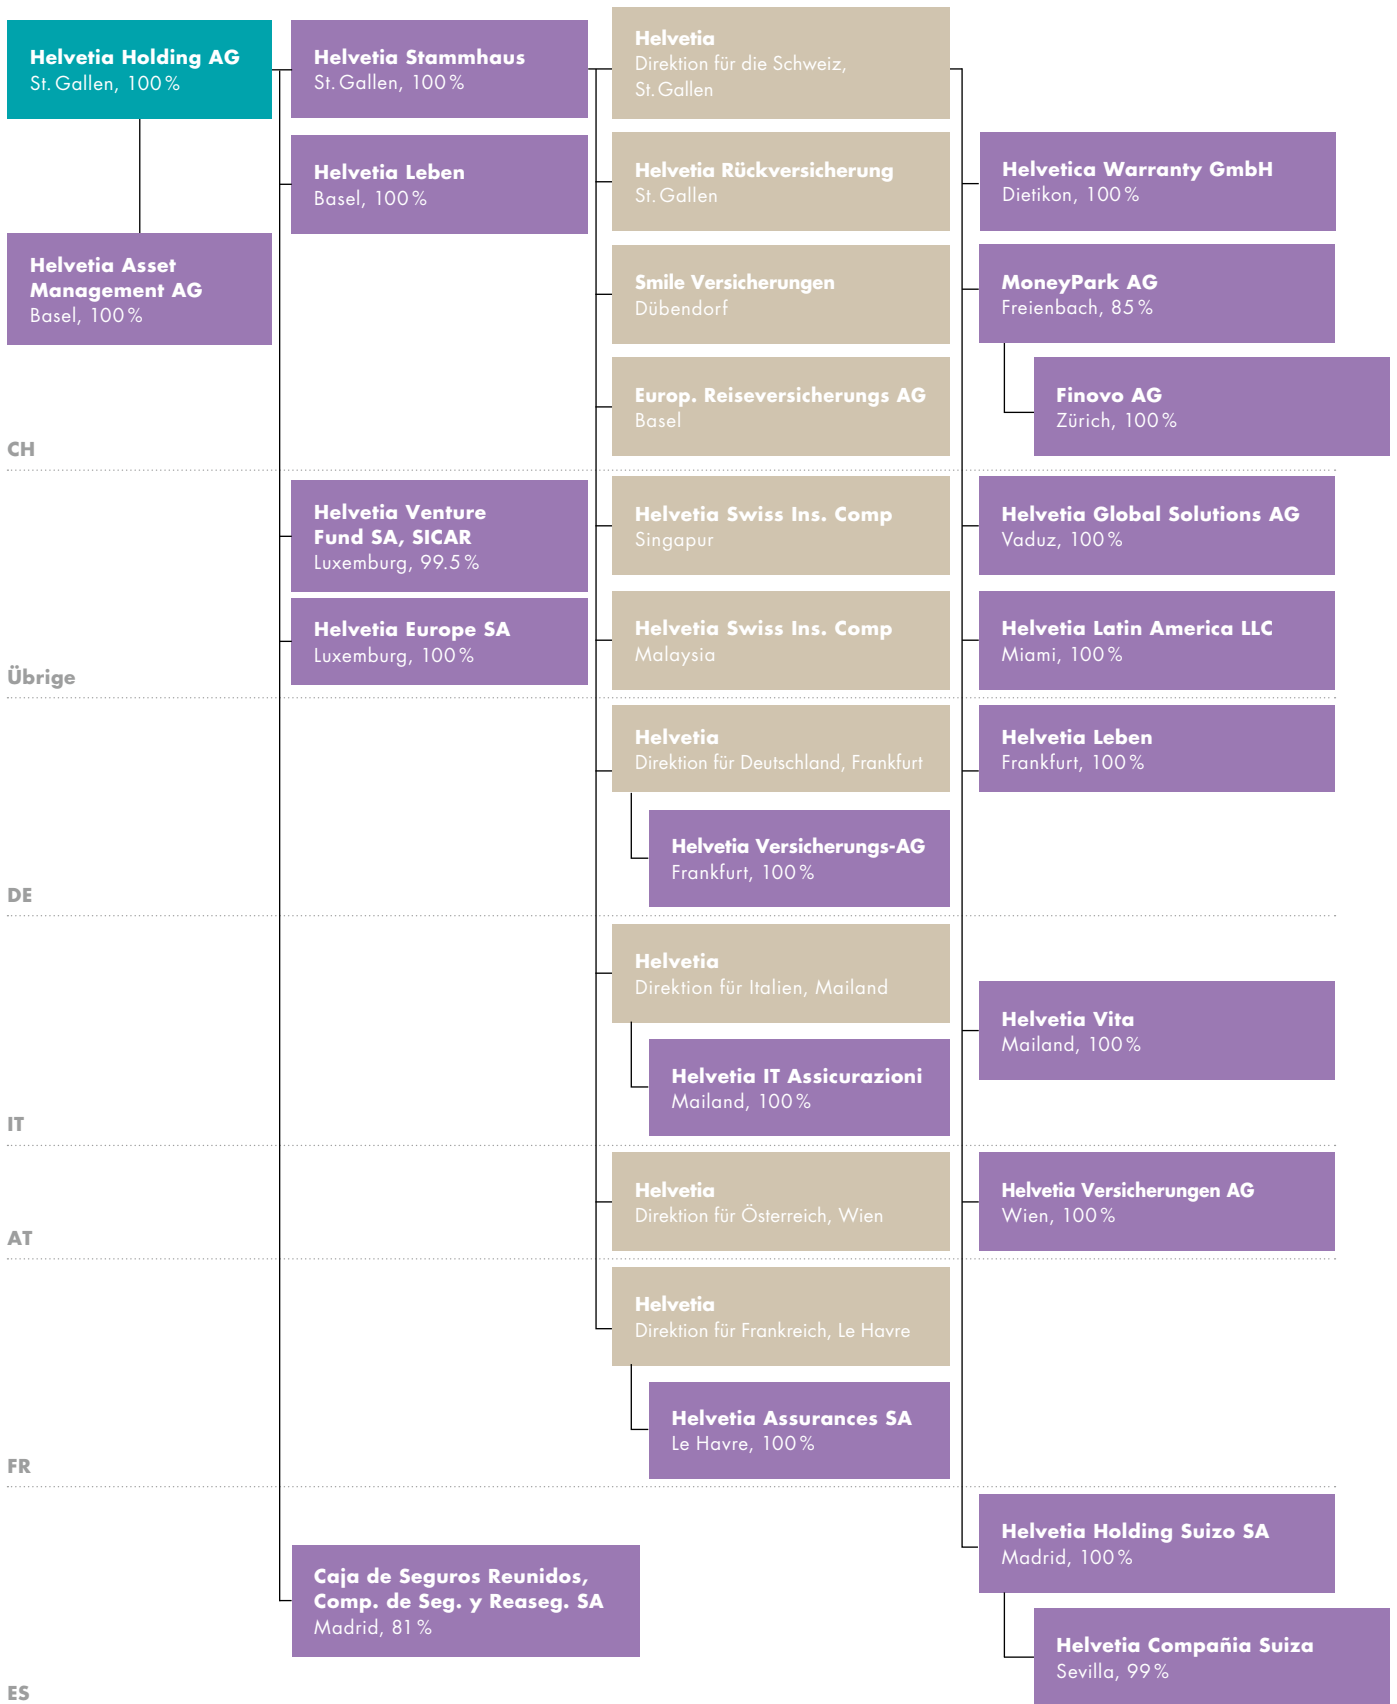 Helvetia Holding AG
St. Gallen, 100 %
Helvetia Asset
Management AG
Basel, 100 %
Helvetia Stammhaus
St. Gallen, 100 %
Helvetia Leben
Basel, 100 %
Helvetia
Direktion für die Schweiz,
St. Gallen
Helvetia Rückversicherung
St. Gallen
Smile Versicherungen
Dübendorf
Europ. Reiseversicherungs AG
Basel
Helvetica Warranty GmbH
Dietikon, 100 %
MoneyPark AG
Freienbach, 85 %
Finovo AG
Zürich, 100 %
CH
Helvetia Venture
Fund SA, SICAR
Luxemburg, 99.5 %
Helvetia Europe SA
Luxemburg, 100 %
Helvetia Swiss Ins. Comp
Singapur
Helvetia Swiss Ins. Comp
Malaysia
Helvetia Global Solutions AG
Vaduz, 100 %
Helvetia Latin America LLC
Miami, 100 %
Übrige
Helvetia
Direktion für Deutschland, Frankfurt
Helvetia Versicherungs-AG
Frankfurt, 100 %
Helvetia Leben
Frankfurt, 100 %
DE
Helvetia
Direktion für Italien, Mailand
Helvetia IT Assicurazioni
Mailand, 100 %
Helvetia Vita
Mailand, 100 %
IT
Helvetia
Direktion für Österreich, Wien
Helvetia Versicherungen AG
Wien, 100 %
AT
Helvetia
Direktion für Frankreich, Le Havre
Helvetia Assurances SA
Le Havre, 100 %
FR
Caja de Seguros Reunidos,
Comp. de Seg. y Reaseg. SA
Madrid, 81 %
Helvetia Holding Suizo SA
Madrid, 100 %
Helvetia Compañia Suiza
Sevilla, 99 %
ES